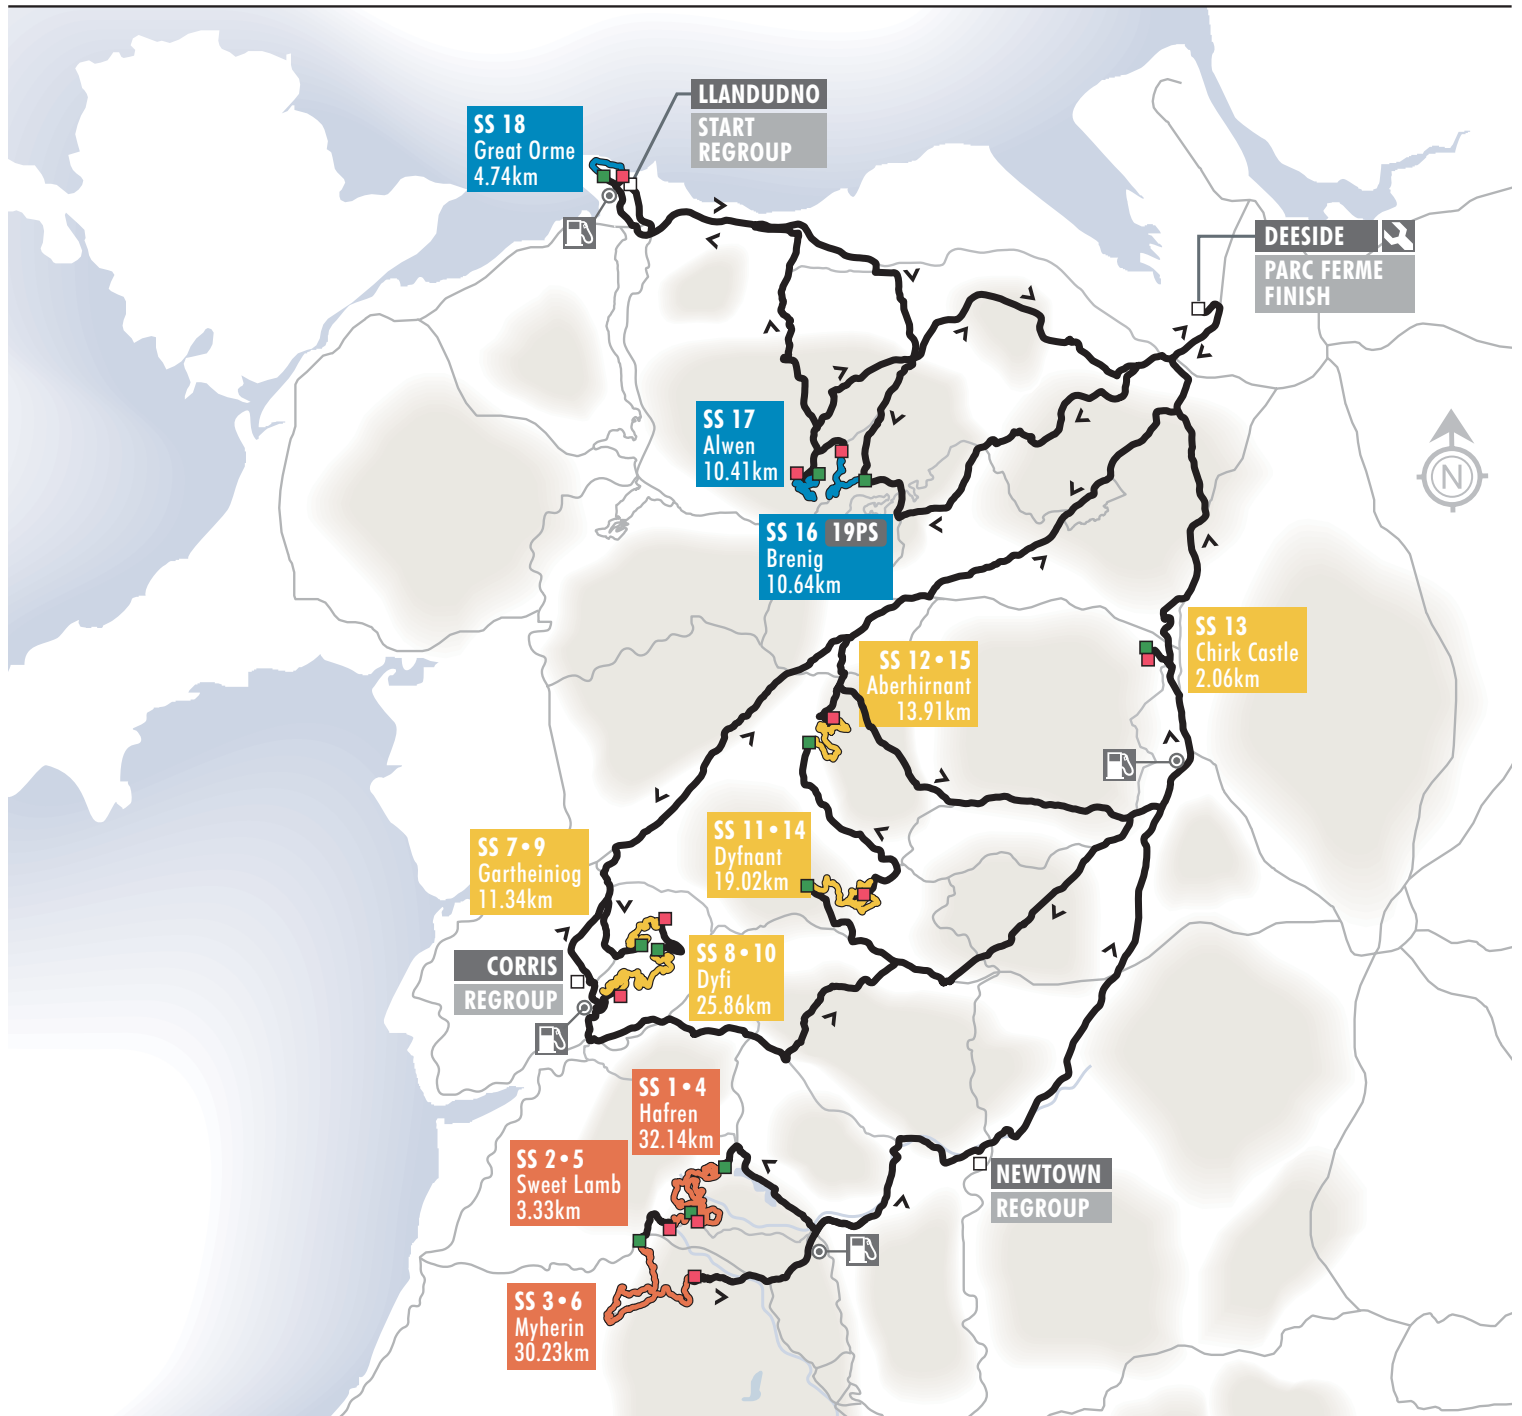 LLANDUDNO
START
REGROUP
SS 18
Great Orme
4.74km
DEESIDE
PARC FERME
FINISH
SS 17
Alwen
10.41km
N
SS 16 19PS
Brenig
10.64km
SS 13
Chirk Castle
2.06km
SS 12•15
Aberhirnant
13.91km
SS 11•14
Dyfnant
19.02km
SS 7•9
Gartheiniog
11.34km
SS 8•10
Dyfi
25.86km
CORRIS
REGROUP
SS 1•4
Hafren
32.14km
SS 2•5
Sweet Lamb
3.33km
NEWTOWN
REGROUP
SS 3•6
Myherin
30.23km